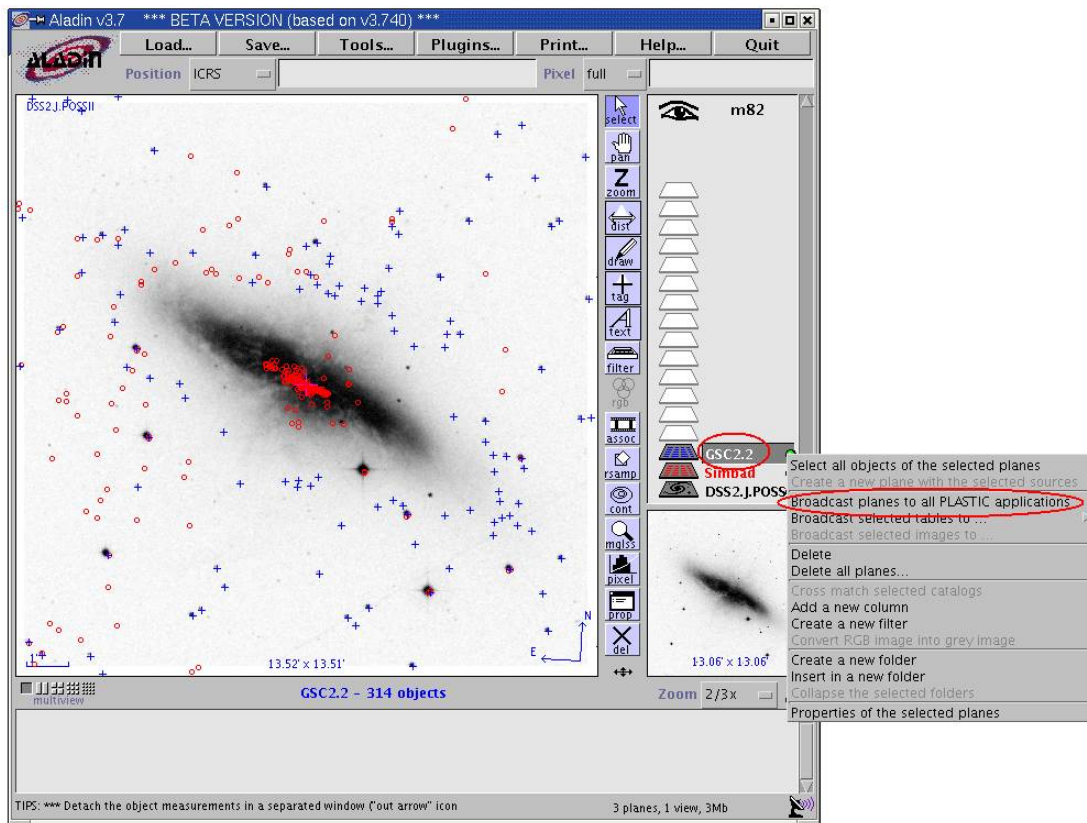 Aladin v3.7 *** BETA VERSION (based on v3.740) ***
ALADIN
Load... Save... Tools... Plugins... Print... Help... Quit
Position ICRS Pixel full
DSS2.J.POSSII
select
pan
zoom
dist
draw
tag
text
filter
rgb
assoc
rsamp
cont
mglss
pixel
prop
del
m82
GSC2.2
Simbad
DSS2.J.POSS
Select all objects of the selected planes
Create a new plane with the selected sources
Broadcast planes to all PLASTIC applications
Broadcast selected tables to ...
Broadcast selected images to ...
Delete
Delete all planes...
Cross match selected catalogs
Add a new column
Create a new filter
Convert RGB image into grey image
Create a new folder
Insert in a new folder
Collapse the selected folders
Properties of the selected planes
1'
13.52' x 13.51'
N
E
13.06' x 13.06'
multiview
GSC2.2 - 314 objects
Zoom 2/3x
TIPS: *** Detach the object measurements in a separated window ("out arrow" icon
3 planes, 1 view, 3Mb